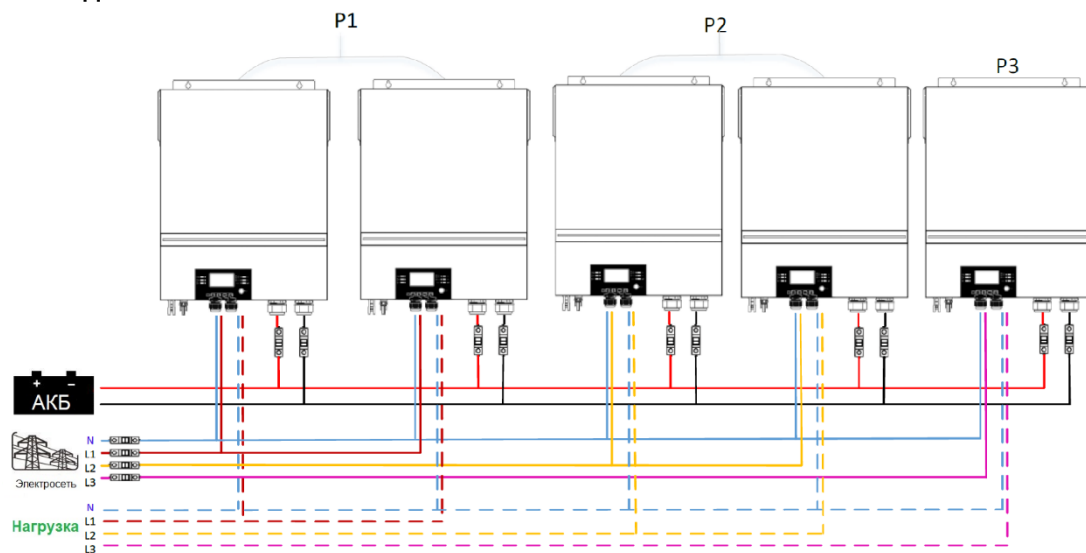 P1
P2
P3
+ −
АКБ
N
L1
L2
L3
Электросеть
N
L1
L2
L3
Нагрузка